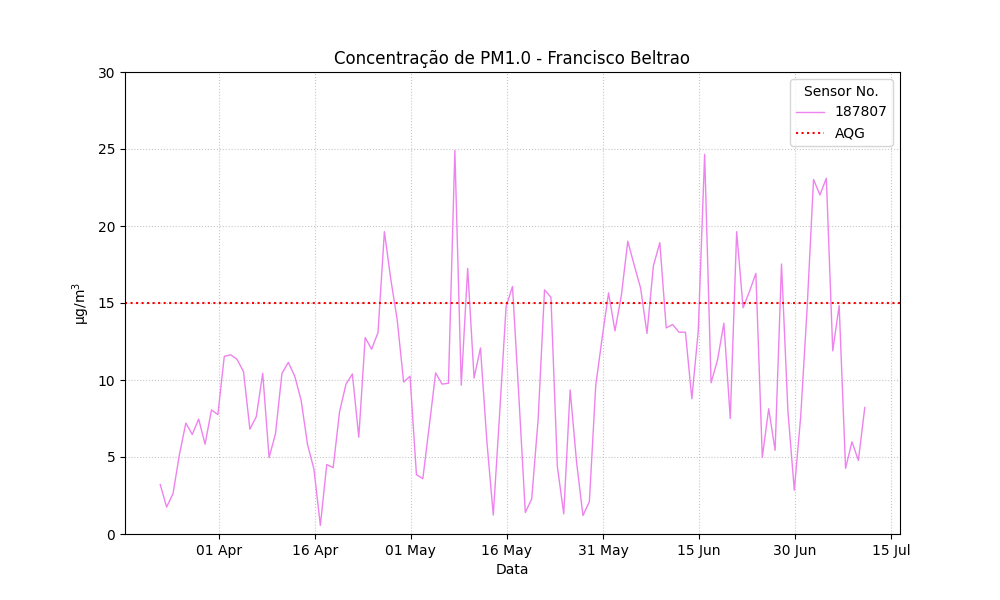 Concentração de PM1.0 - Francisco Beltrao
Sensor No.
187807
AQG
30
25
20
15
10
5
0
µg/m³
01 Apr
16 Apr
01 May
16 May
31 May
15 Jun
30 Jun
15 Jul
Data